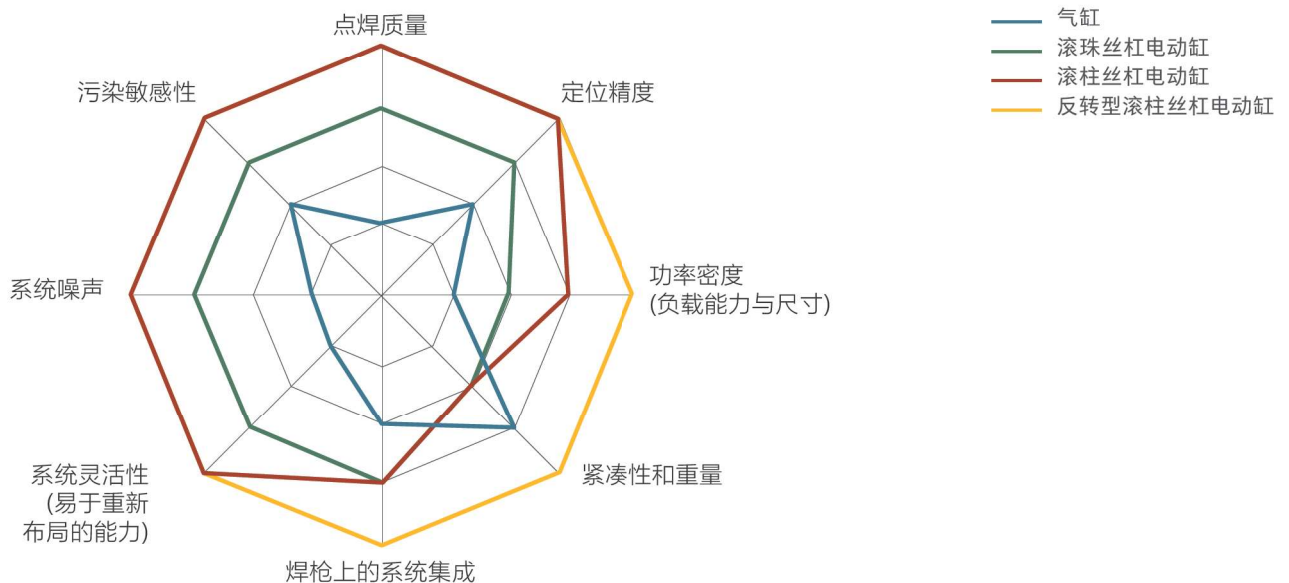 点焊质量
定位精度
功率密度
(负载能力与尺寸)
紧凑性和重量
焊枪上的系统集成
系统灵活性
(易于重新
布局的能力)
系统噪声
污染敏感性
气缸
滚珠丝杠电动缸
滚柱丝杠电动缸
反转型滚柱丝杠电动缸